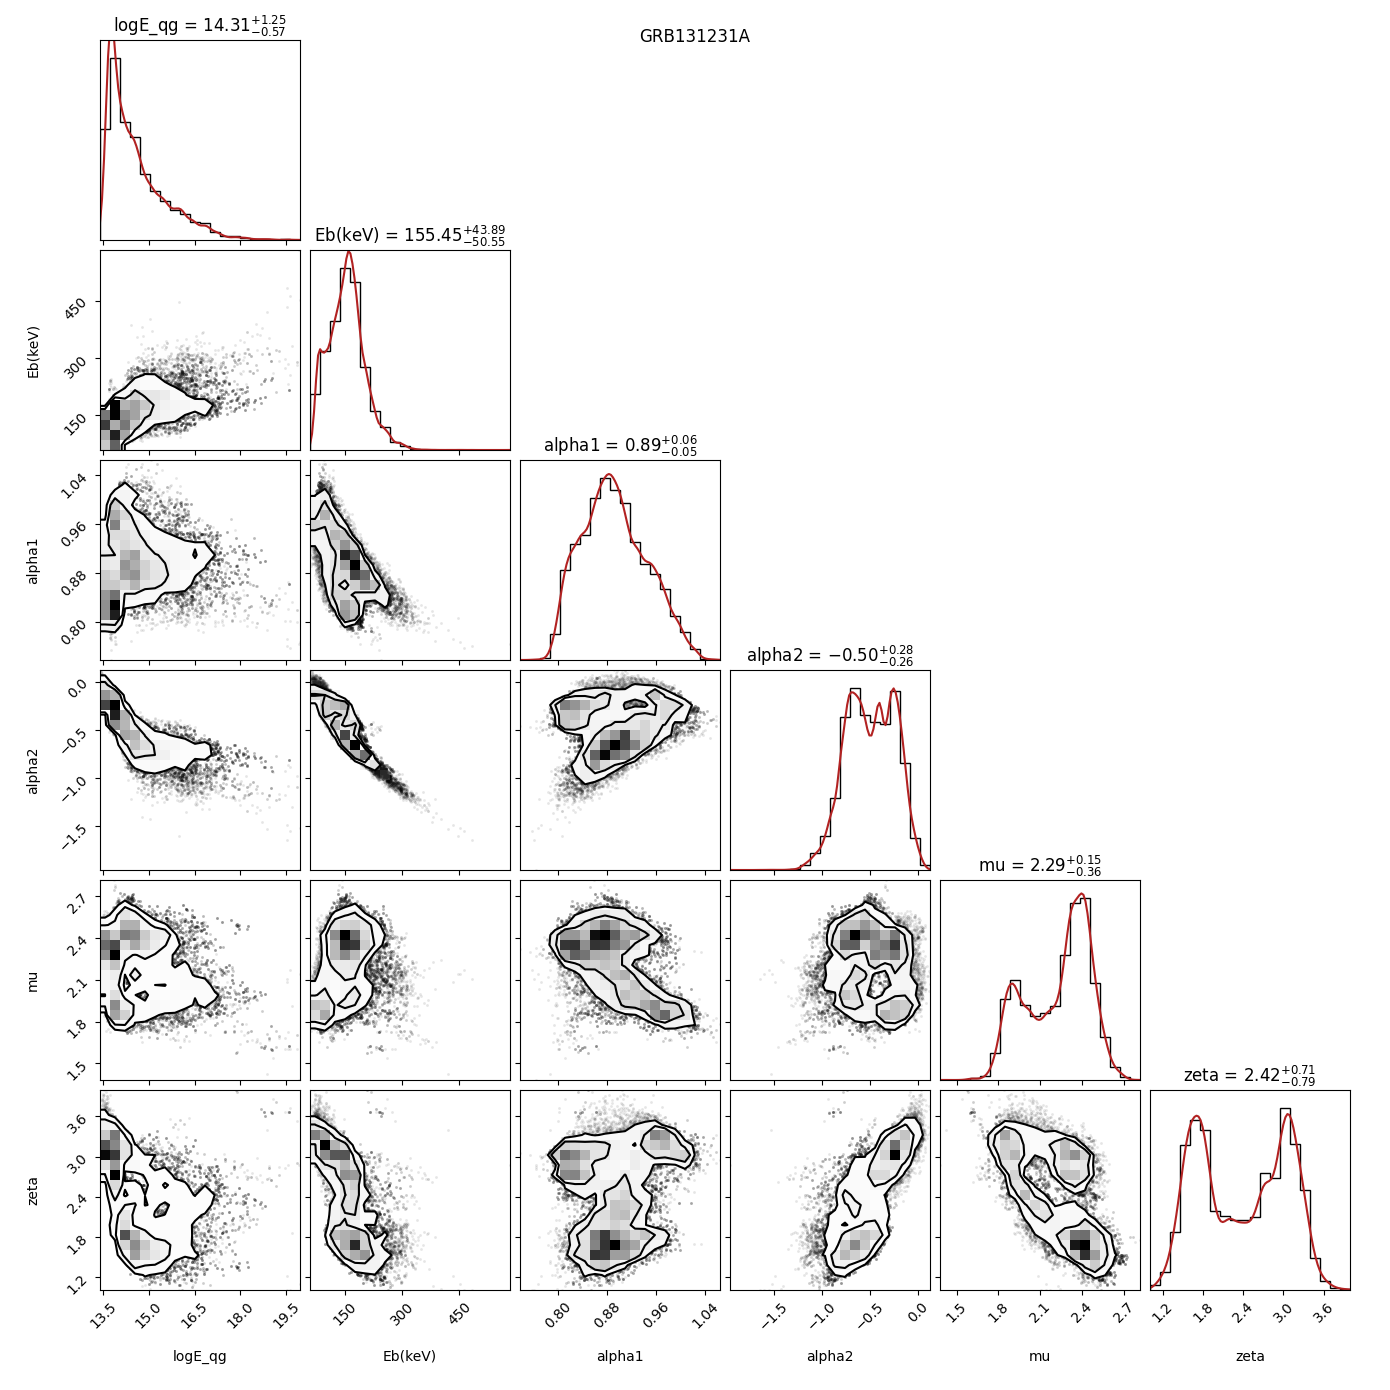 logE_qg = 14.31+1.25 −0.57
GRB131231A
Eb(keV) = 155.45+43.89 −50.55
450
300
150
Eb(keV)
alpha1 = 0.89+0.06 −0.05
1.04
0.96
0.88
0.80
alpha1
alpha2 = −0.50+0.28 −0.26
0.0
−0.5
−1.0
−1.5
alpha2
mu = 2.29+0.15 −0.36
2.7
2.4
2.1
1.8
1.5
mu
zeta = 2.42+0.71 −0.79
3.6
3.0
2.4
1.8
1.2
zeta
13.5 15.0 16.5 18.0 19.5 150 300 450 0.80 0.88 0.96 1.04 −1.5 −1.0 −0.5 0.0 1.5 1.8 2.1 2.4 2.7 1.2 1.8 2.4 3.0 3.6
logE_qg Eb(keV) alpha1 alpha2 mu zeta